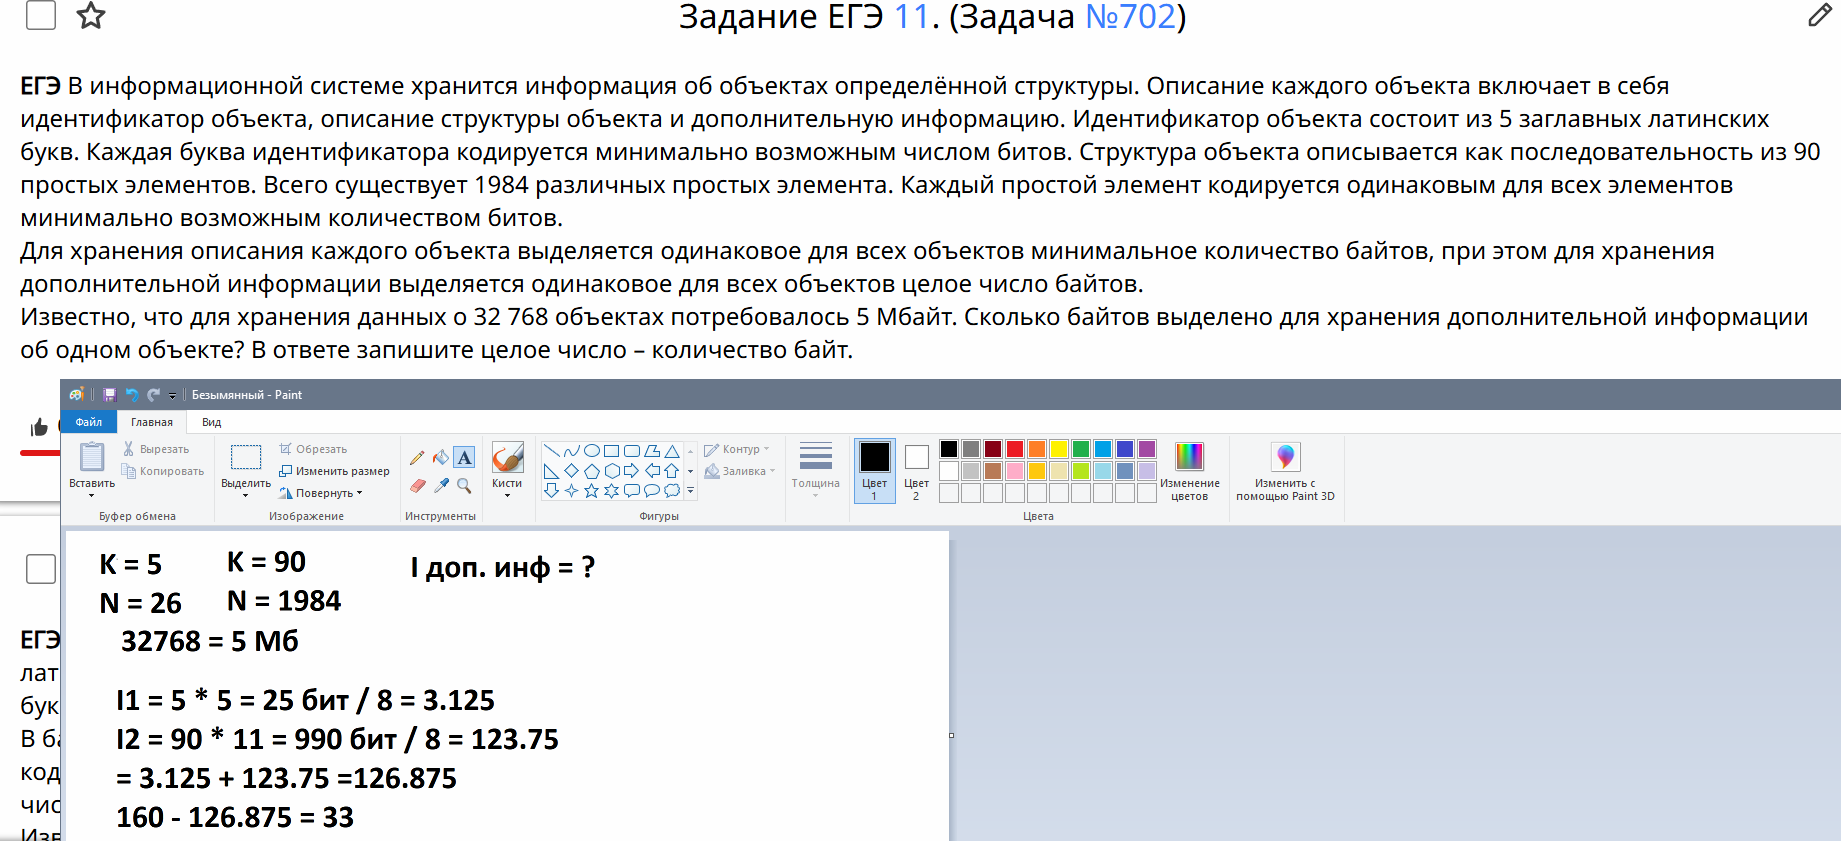 Задание ЕГЭ 11. (Задача №702)
ЕГЭ В информационной системе хранится информация об объектах определённой структуры. Описание каждого объекта включает в себя
идентификатор объекта, описание структуры объекта и дополнительную информацию. Идентификатор объекта состоит из 5 заглавных латинских
букв. Каждая буква идентификатора кодируется минимально возможным числом битов. Структура объекта описывается как последовательность из 90
простых элементов. Всего существует 1984 различных простых элемента. Каждый простой элемент кодируется одинаковым для всех элементов
минимально возможным количеством битов.
Для хранения описания каждого объекта выделяется одинаковое для всех объектов минимальное количество байтов, при этом для хранения
дополнительной информации выделяется одинаковое для всех объектов целое число байтов.
Известно, что для хранения данных о 32 768 объектах потребовалось 5 Мбайт. Сколько байтов выделено для хранения дополнительной информации
об одном объекте? В ответе запишите целое число – количество байт.
Безымянный - Paint
Файл Главная Вид
Вставить
Вырезать
Копировать
Буфер обмена
Выделить
Обрезать
Изменить размер
Повернуть
Изображение
A
Инструменты
Кисти
Фигуры
Контур
Заливка
Толщина
Цвет
1
Цвет
2
Изменение
цветов
Цвета
Изменить с
помощью Paint 3D
K = 5 K = 90 I доп. инф = ?
N = 26 N = 1984
32768 = 5 Мб
I1 = 5 * 5 = 25 бит / 8 = 3.125
I2 = 90 * 11 = 990 бит / 8 = 123.75
= 3.125 + 123.75 =126.875
160 - 126.875 = 33
ЕГЭ
лат
бук
В ба
код
чис
Изв